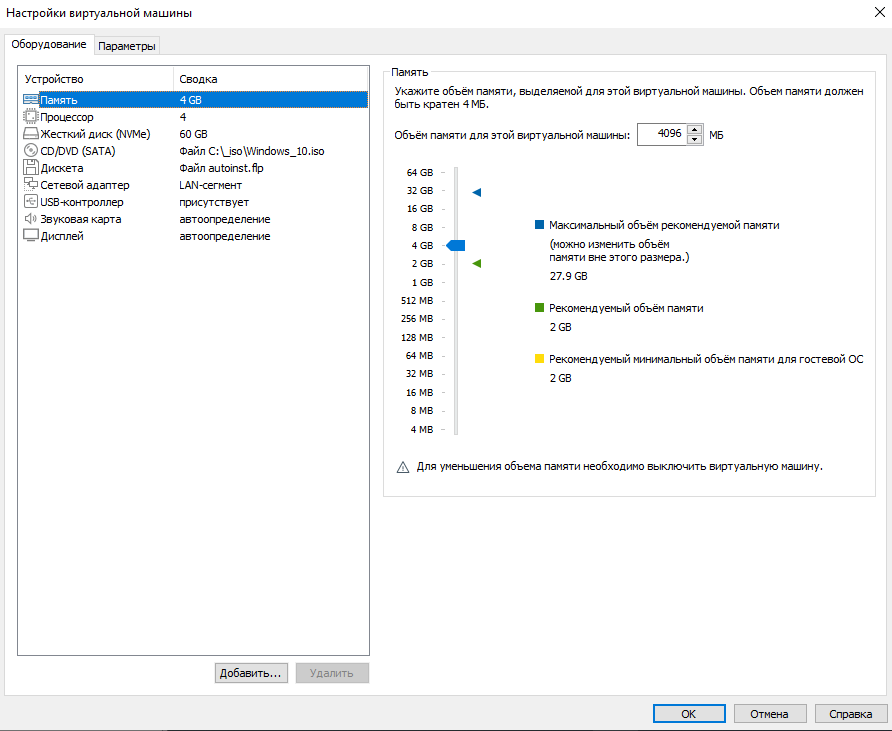 Настройки виртуальной машины
Оборудование Параметры
Устройство Сводка
Память 4 GB
Процессор 4
Жесткий диск (NVMe) 60 GB
CD/DVD (SATA) Файл C:\_iso\Windows_10.iso
Дискета Файл autoinst.flp
Сетевой адаптер LAN-сегмент
USB-контроллер присутствует
Звуковая карта автоопределение
Дисплей автоопределение
Добавить... Удалить
Память
Укажите объём памяти, выделяемой для этой виртуальной машины. Объем памяти должен
быть кратен 4 МБ.
Объём памяти для этой виртуальной машины: 4096 МБ
64 GB
32 GB
16 GB
8 GB
4 GB
2 GB
1 GB
512 MB
256 MB
128 MB
64 MB
32 MB
16 MB
8 MB
4 MB
Максимальный объём рекомендуемой памяти
(можно изменить объём
памяти вне этого размера.)
27.9 GB
Рекомендуемый объём памяти
2 GB
Рекомендуемый минимальный объём памяти для гостевой ОС
2 GB
Для уменьшения объема памяти необходимо выключить виртуальную машину.
OK Отмена Справка